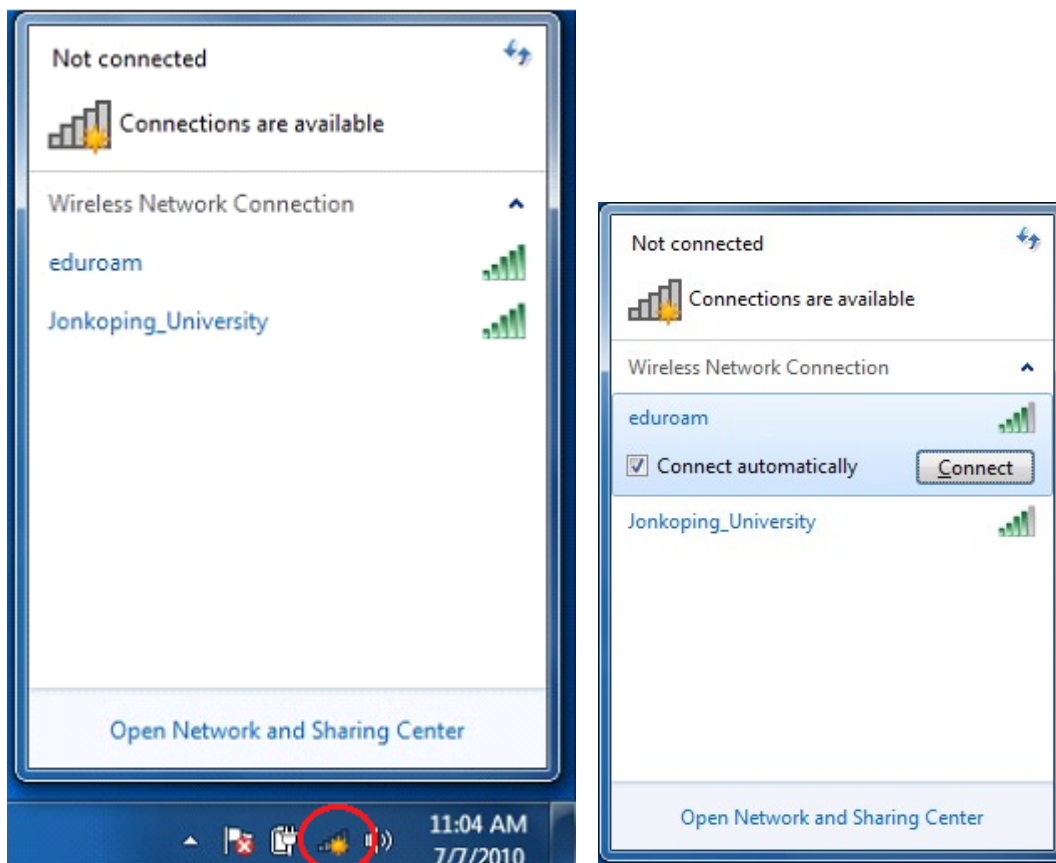 Not connected
Connections are available
Wireless Network Connection
eduroam
Jonkoping_University
Open Network and Sharing Center
11:04 AM
7/7/2010
Not connected
Connections are available
Wireless Network Connection
eduroam
Connect automatically Connect
Jonkoping_University
Open Network and Sharing Center